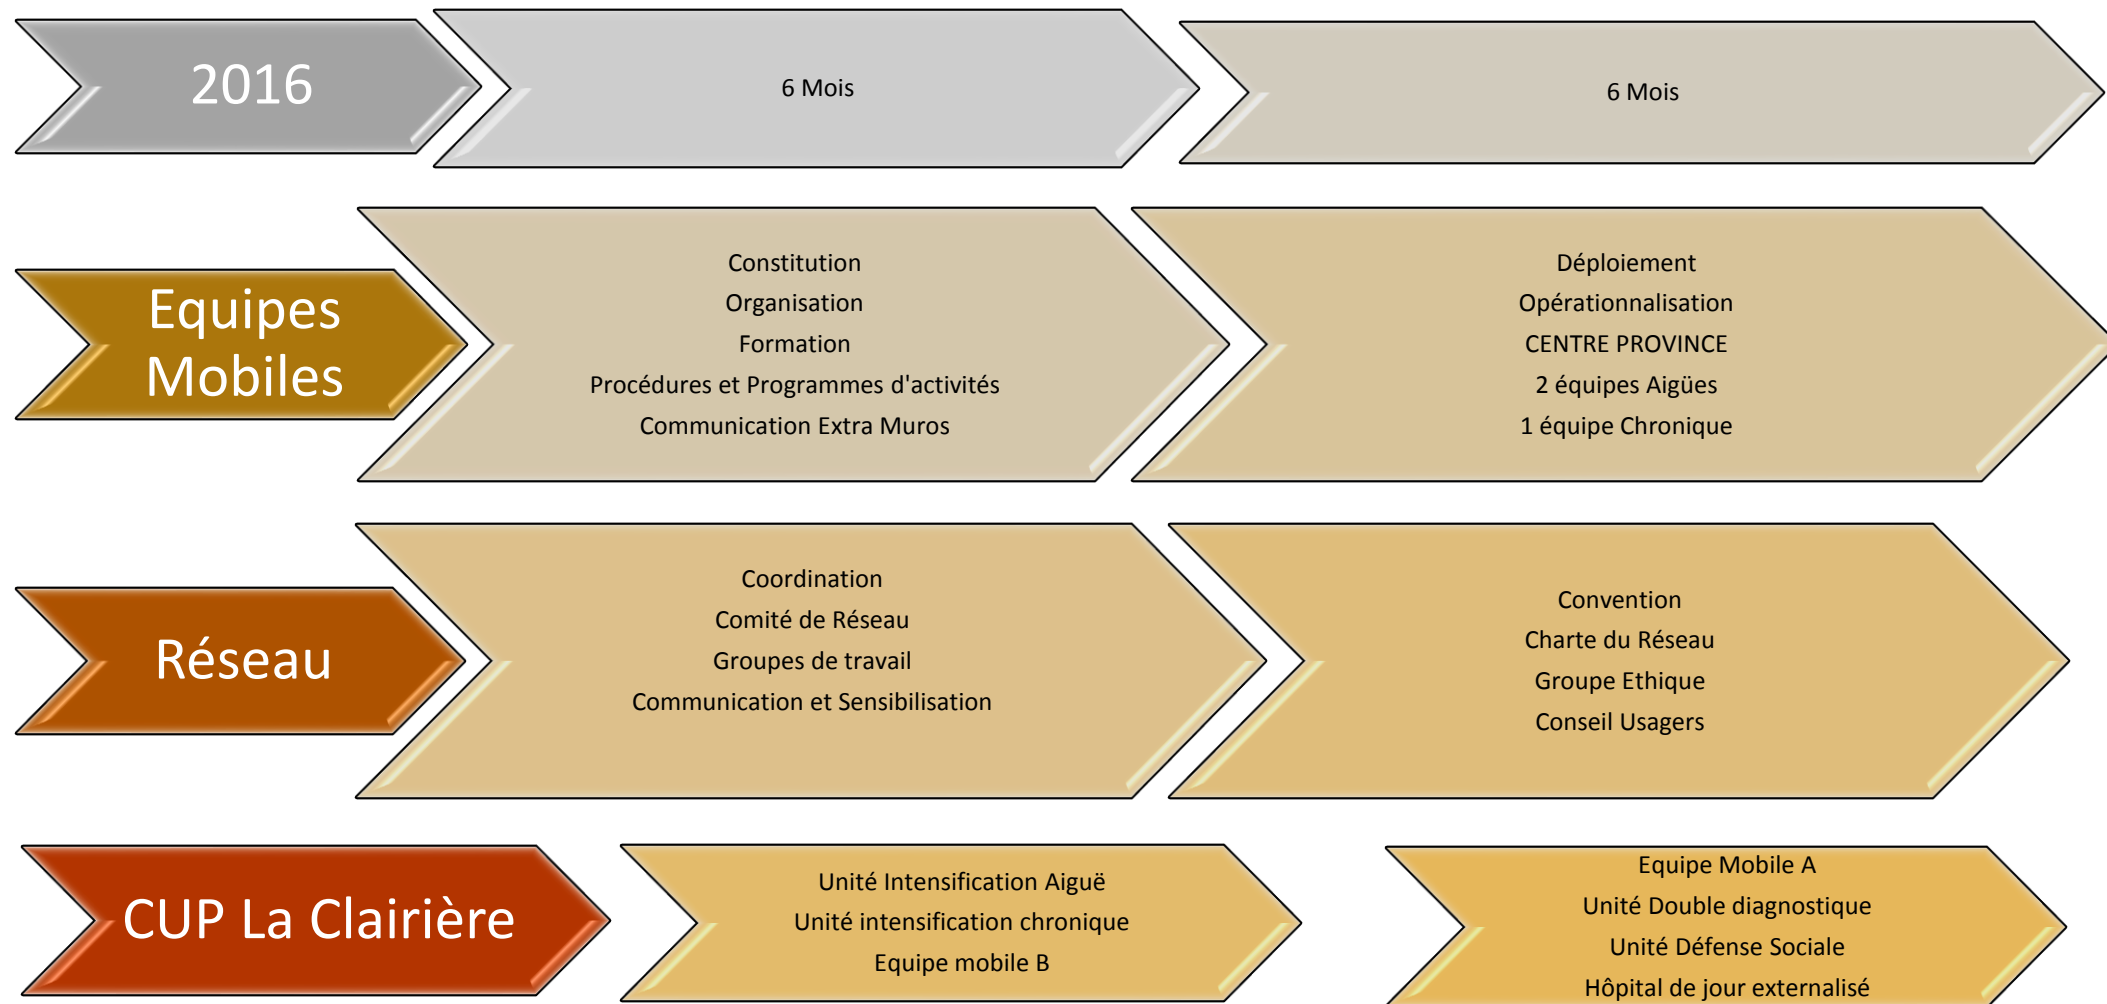 2016
6 Mois
6 Mois
Equipes
Mobiles
Constitution
Organisation
Formation
Procédures et Programmes d'activités
Communication Extra Muros
Déploiement
Opérationnalisation
CENTRE PROVINCE
2 équipes Aigües
1 équipe Chronique
Réseau
Coordination
Comité de Réseau
Groupes de travail
Communication et Sensibilisation
Convention
Charte du Réseau
Groupe Ethique
Conseil Usagers
CUP La Clairière
Unité Intensification Aiguë
Unité intensification chronique
Equipe mobile B
Equipe Mobile A
Unité Double diagnostique
Unité Défense Sociale
Hôpital de jour externalisé